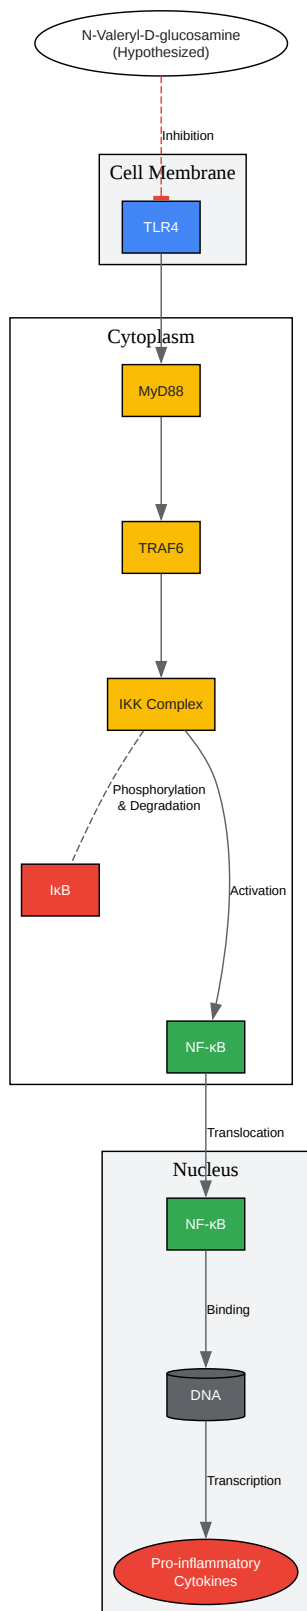 N-Valeryl-D-glucosamine
(Hypothesized)
Inhibition
Cell Membrane
TLR4
Cytoplasm
MyD88
TRAF6
IKK Complex
Phosphorylation
& Degradation
IκB
Activation
NF-κB
Translocation
Nucleus
NF-κB
Binding
DNA
Transcription
Pro-inflammatory
Cytokines